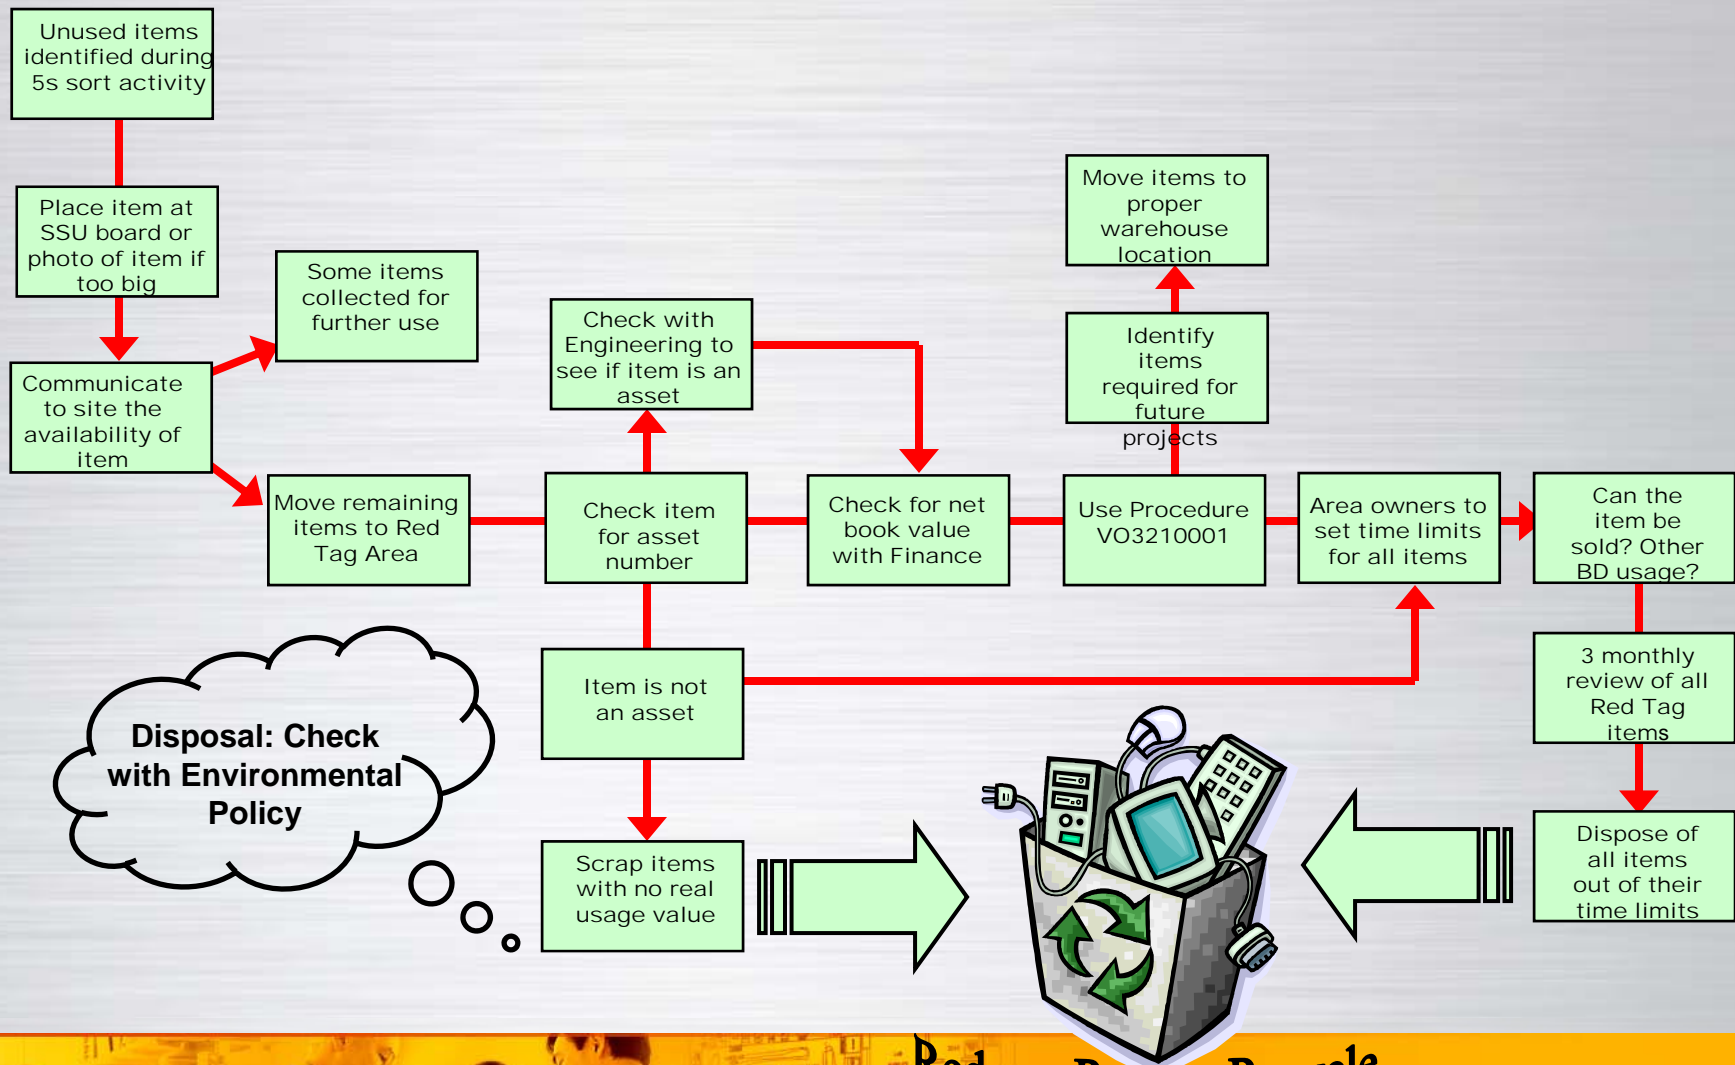 Unused items
identified during
5s sort activity
Place item at
SSU board or
photo of item if
too big
Communicate
to site the
availability of
item
Some items
collected for
further use
Move remaining
items to Red
Tag Area
Check with
Engineering to
see if item is an
asset
Check item
for asset
number
Item is not
an asset
Scrap items
with no real
usage value
Check for net
book value
with Finance
Move items to
proper
warehouse
location
Identify
items
required for
future
projects
Use Procedure
VO3210001
Area owners to
set time limits
for all items
Can the
item be
sold? Other
BD usage?
3 monthly
review of all
Red Tag
items
Dispose of
all items
out of their
time limits
Disposal: Check
with Environmental
Policy